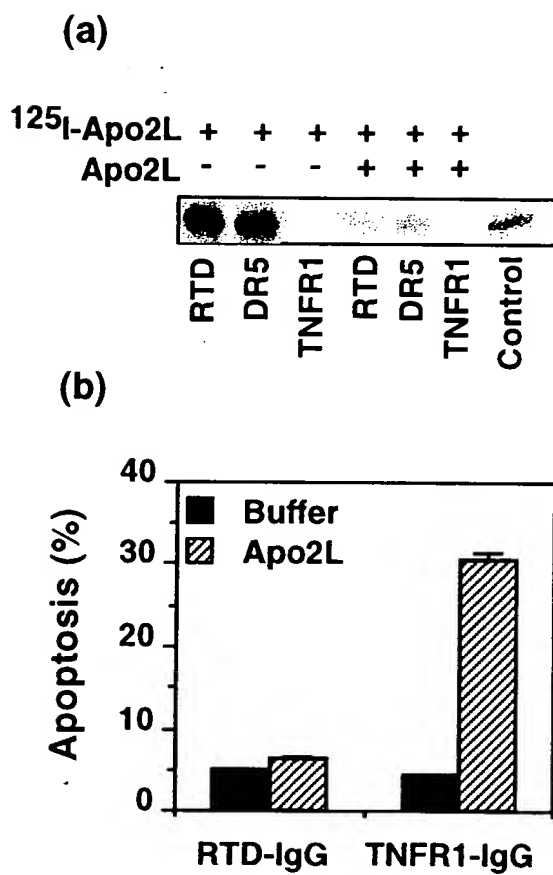 (a)
125I-Apo2L + + + + + +
Apo2L - - - + + +
RTD DR5 TNFR1 RTD DR5 TNFR1 Control
(b)
Apoptosis (%)
40
30
20
10
0
Buffer
Apo2L
RTD-IgG TNFR1-IgG